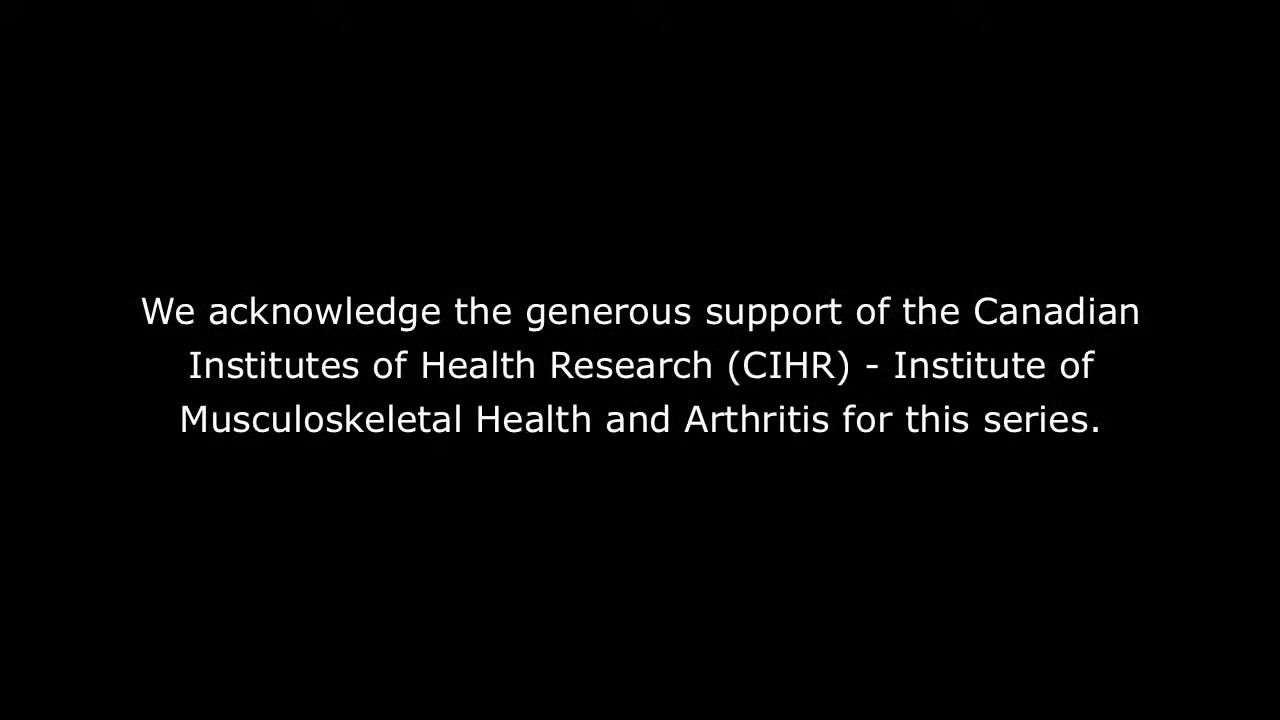 We acknowledge the generous support of the Canadian
Institutes of Health Research (CIHR) - Institute of
Musculoskeletal Health and Arthritis for this series.